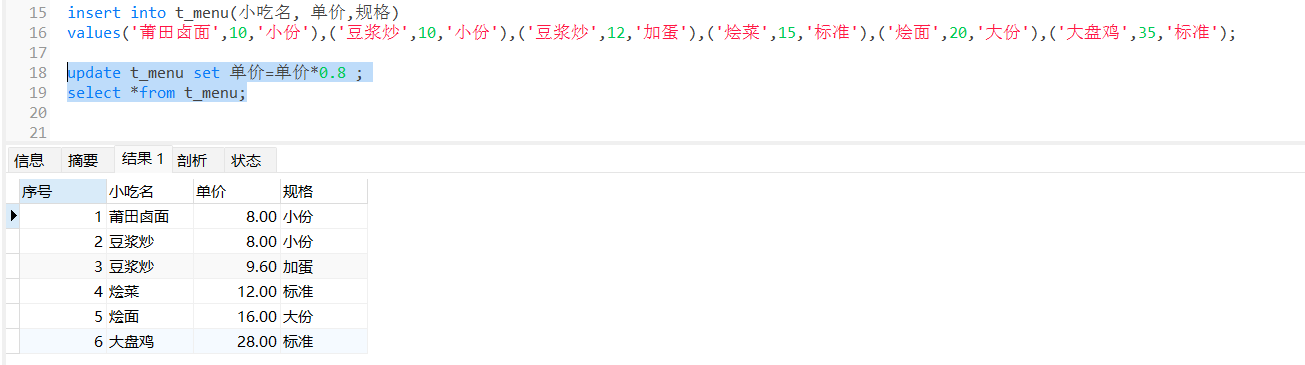 15 insert into t_menu(小吃名, 单价,规格)
16 values('莆田卤面',10,'小份'),('豆浆炒',10,'小份'),('豆浆炒',12,'加蛋'),('烩菜',15,'标准'),('烩面',20,'大份'),('大盘鸡',35,'标准');
17
18 update t_menu set 单价=单价*0.8 ;
19 select *from t_menu;
20
21
信息 摘要 结果 1 剖析 状态
序号 小吃名 单价 规格
1 莆田卤面 8.00 小份
2 豆浆炒 8.00 小份
3 豆浆炒 9.60 加蛋
4 烩菜 12.00 标准
5 烩面 16.00 大份
6 大盘鸡 28.00 标准